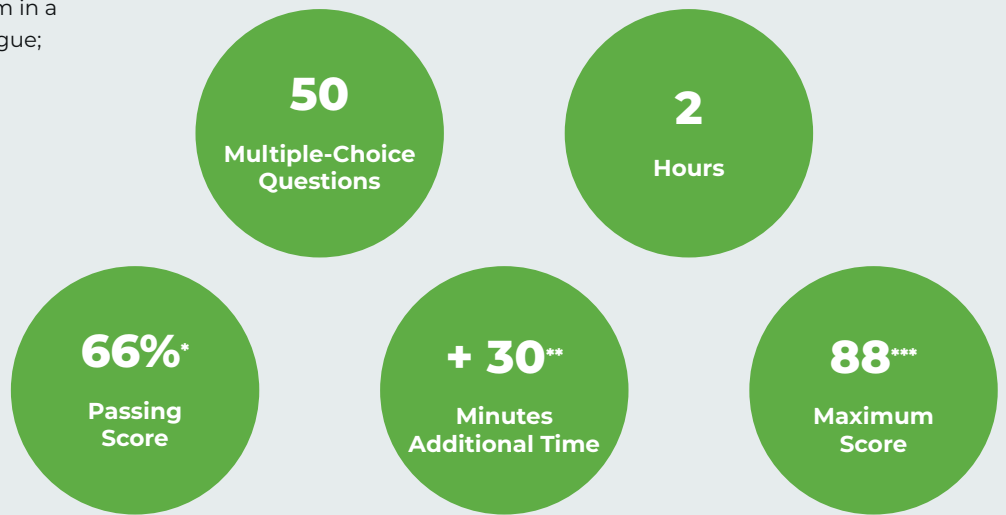 m in a
gue;
50
Multiple-Choice
Questions
2
Hours
66%*
Passing
Score
+ 30**
Minutes
Additional Time
88***
Maximum
Score